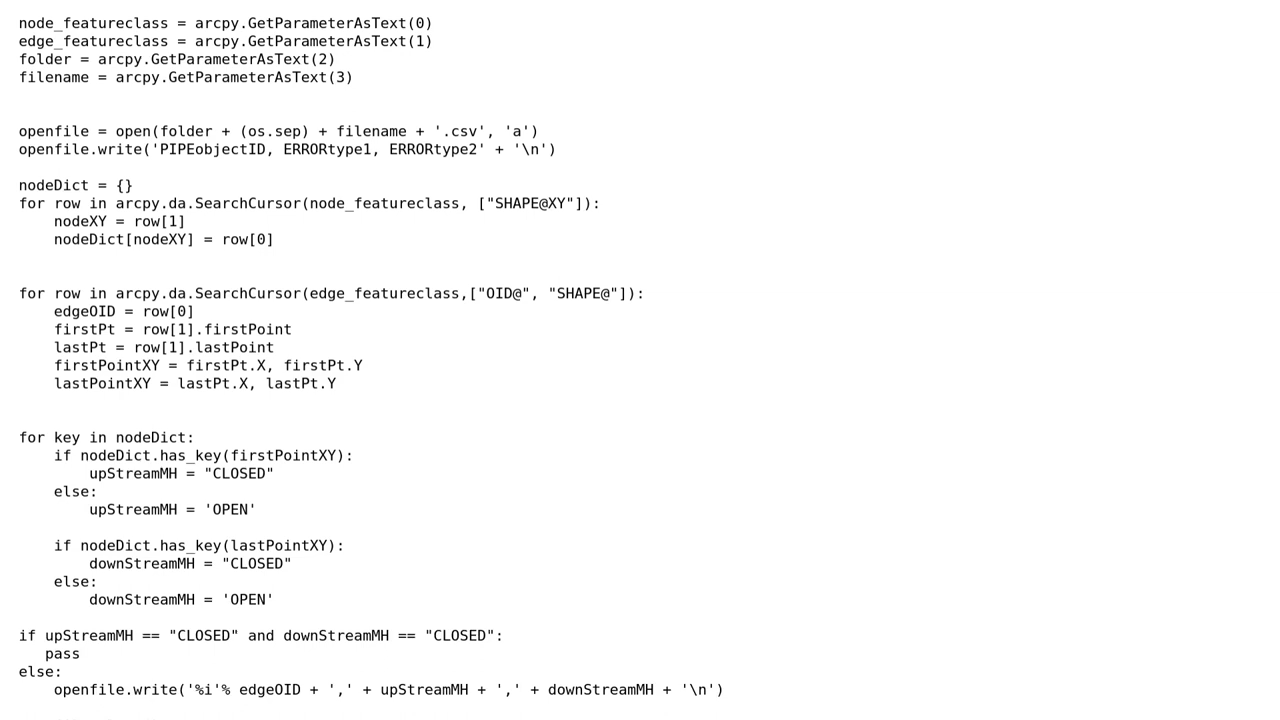 node_featureclass = arcpy.GetParameterAsText(0)
edge_featureclass = arcpy.GetParameterAsText(1)
folder = arcpy.GetParameterAsText(2)
filename = arcpy.GetParameterAsText(3)
openfile = open(folder + (os.sep) + filename + '.csv', 'a')
openfile.write('PIPEobjectID, ERRORtype1, ERRORtype2' + '\n')
nodeDict = {}
for row in arcpy.da.SearchCursor(node_featureclass, ["SHAPE@XY"]):
    nodeXY = row[1]
    nodeDict[nodeXY] = row[0]
for row in arcpy.da.SearchCursor(edge_featureclass,["OID@", "SHAPE@"]):
    edgeOID = row[0]
    firstPt = row[1].firstPoint
    lastPt = row[1].lastPoint
    firstPointXY = firstPt.X, firstPt.Y
    lastPointXY = lastPt.X, lastPt.Y
for key in nodeDict:
    if nodeDict.has_key(firstPointXY):
        upStreamMH = "CLOSED"
    else:
        upStreamMH = 'OPEN'
    if nodeDict.has_key(lastPointXY):
        downStreamMH = "CLOSED"
    else:
        downStreamMH = 'OPEN'
if upStreamMH == "CLOSED" and downStreamMH == "CLOSED":
   pass
else:
    openfile.write('%i'% edgeOID + ',' + upStreamMH + ',' + downStreamMH + '\n')